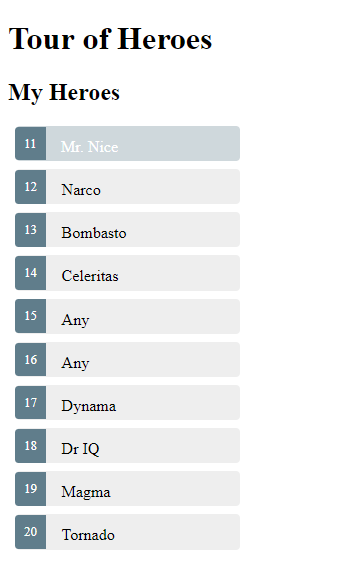 Tour of Heroes
My Heroes
11 Mr. Nice
12 Narco
13 Bombasto
14 Celeritas
15 Any
16 Any
17 Dynama
18 Dr IQ
19 Magma
20 Tornado